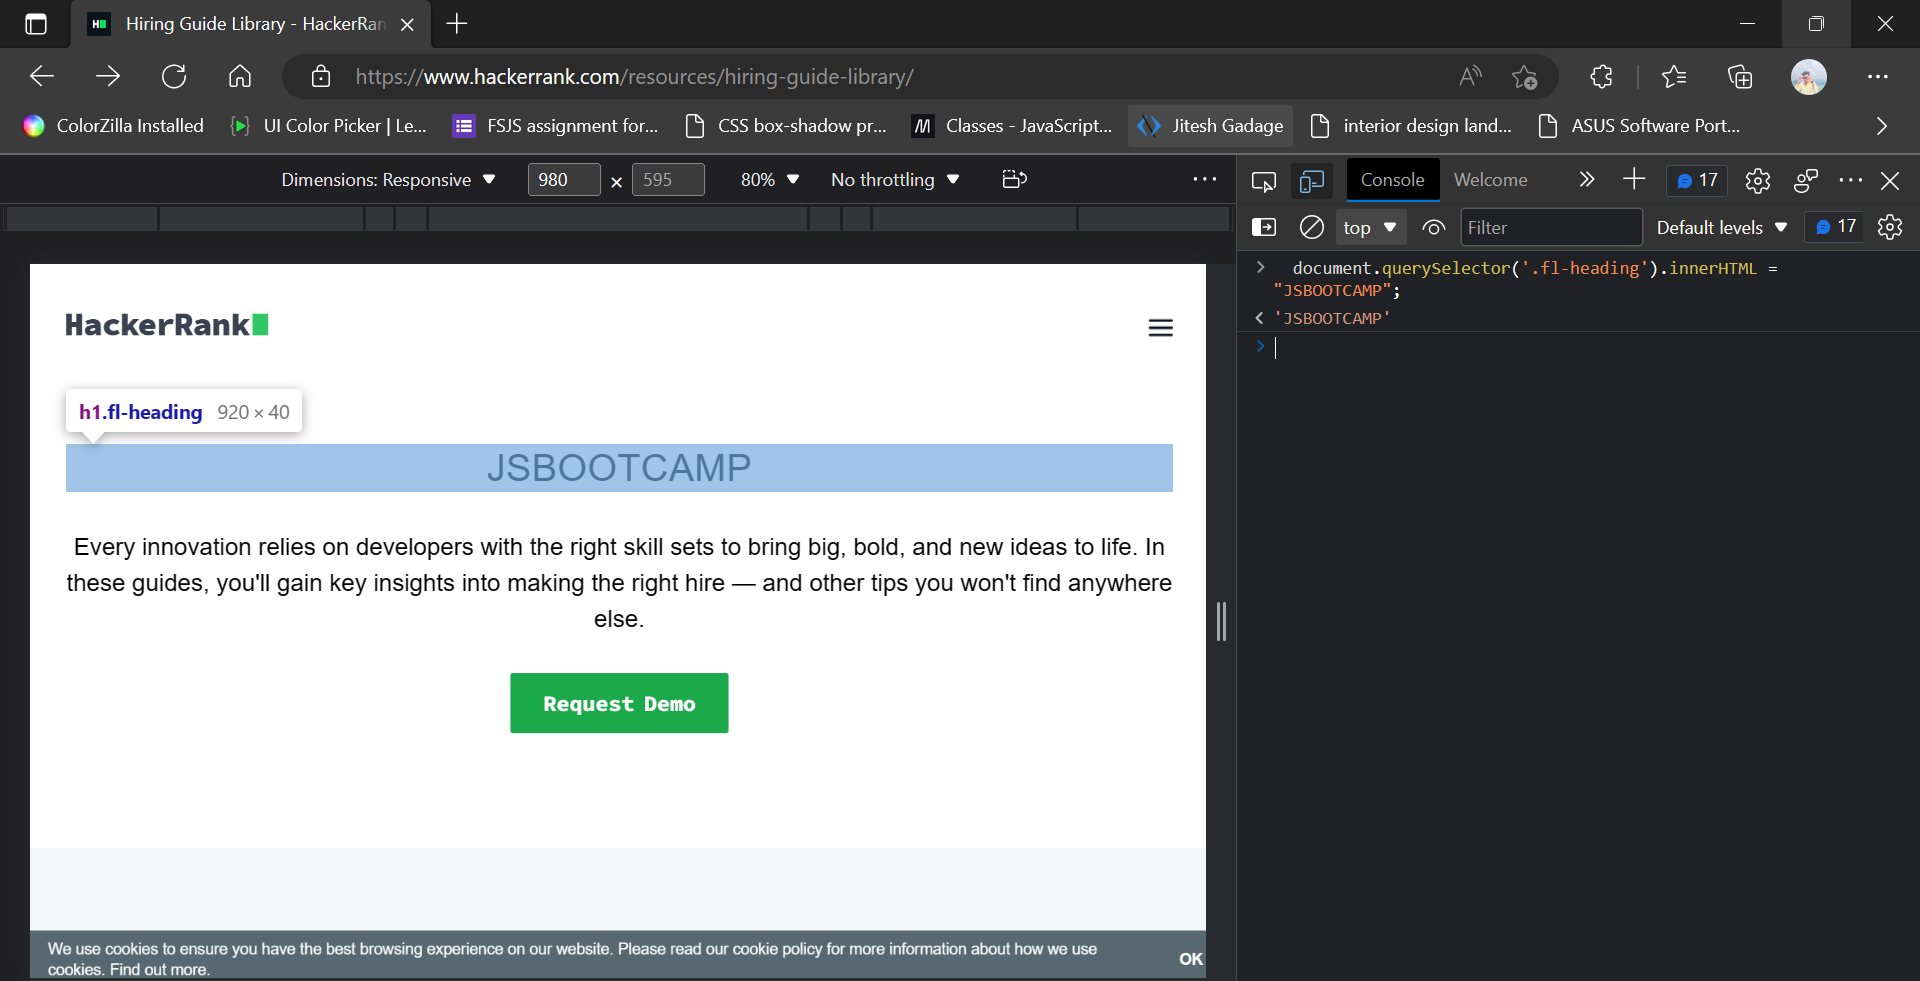 Hiring Guide Library - HackerRan
https://www.hackerrank.com/resources/hiring-guide-library/
ColorZilla Installed
UI Color Picker | Le...
FSJS assignment for...
CSS box-shadow pr...
Classes - JavaScript...
Jitesh Gadage
interior design land...
ASUS Software Port...
Dimensions: Responsive
980 × 595
80%
No throttling
Console
Welcome
17
top
Filter
Default levels
17
document.querySelector('.fl-heading').innerHTML =
"JSBOOTCAMP";
'JSBOOTCAMP'
HackerRank
h1.fl-heading 920 × 40
JSBOOTCAMP
Every innovation relies on developers with the right skill sets to bring big, bold, and new ideas to life. In
these guides, you'll gain key insights into making the right hire — and other tips you won't find anywhere
else.
Request Demo
We use cookies to ensure you have the best browsing experience on our website. Please read our cookie policy for more information about how we use
cookies. Find out more.
OK